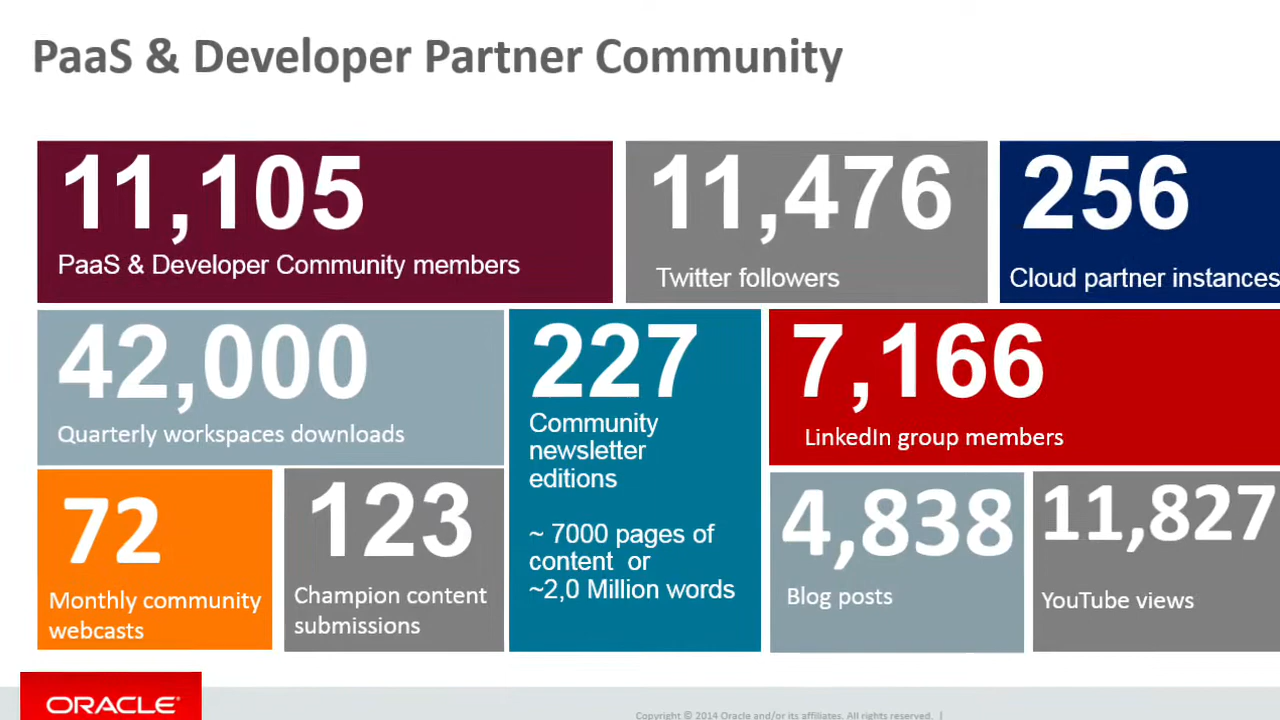 PaaS & Developer Partner Community
11,105
PaaS & Developer Community members
11,476
Twitter followers
256
Cloud partner instances
42,000
Quarterly workspaces downloads
227
Community
newsletter
editions
~ 7000 pages of
content or
~2,0 Million words
7,166
LinkedIn group members
72
Monthly community
webcasts
123
Champion content
submissions
4,838
Blog posts
11,827
YouTube views
ORACLE®
Copyright © 2014 Oracle and/or its affiliates. All rights reserved. |